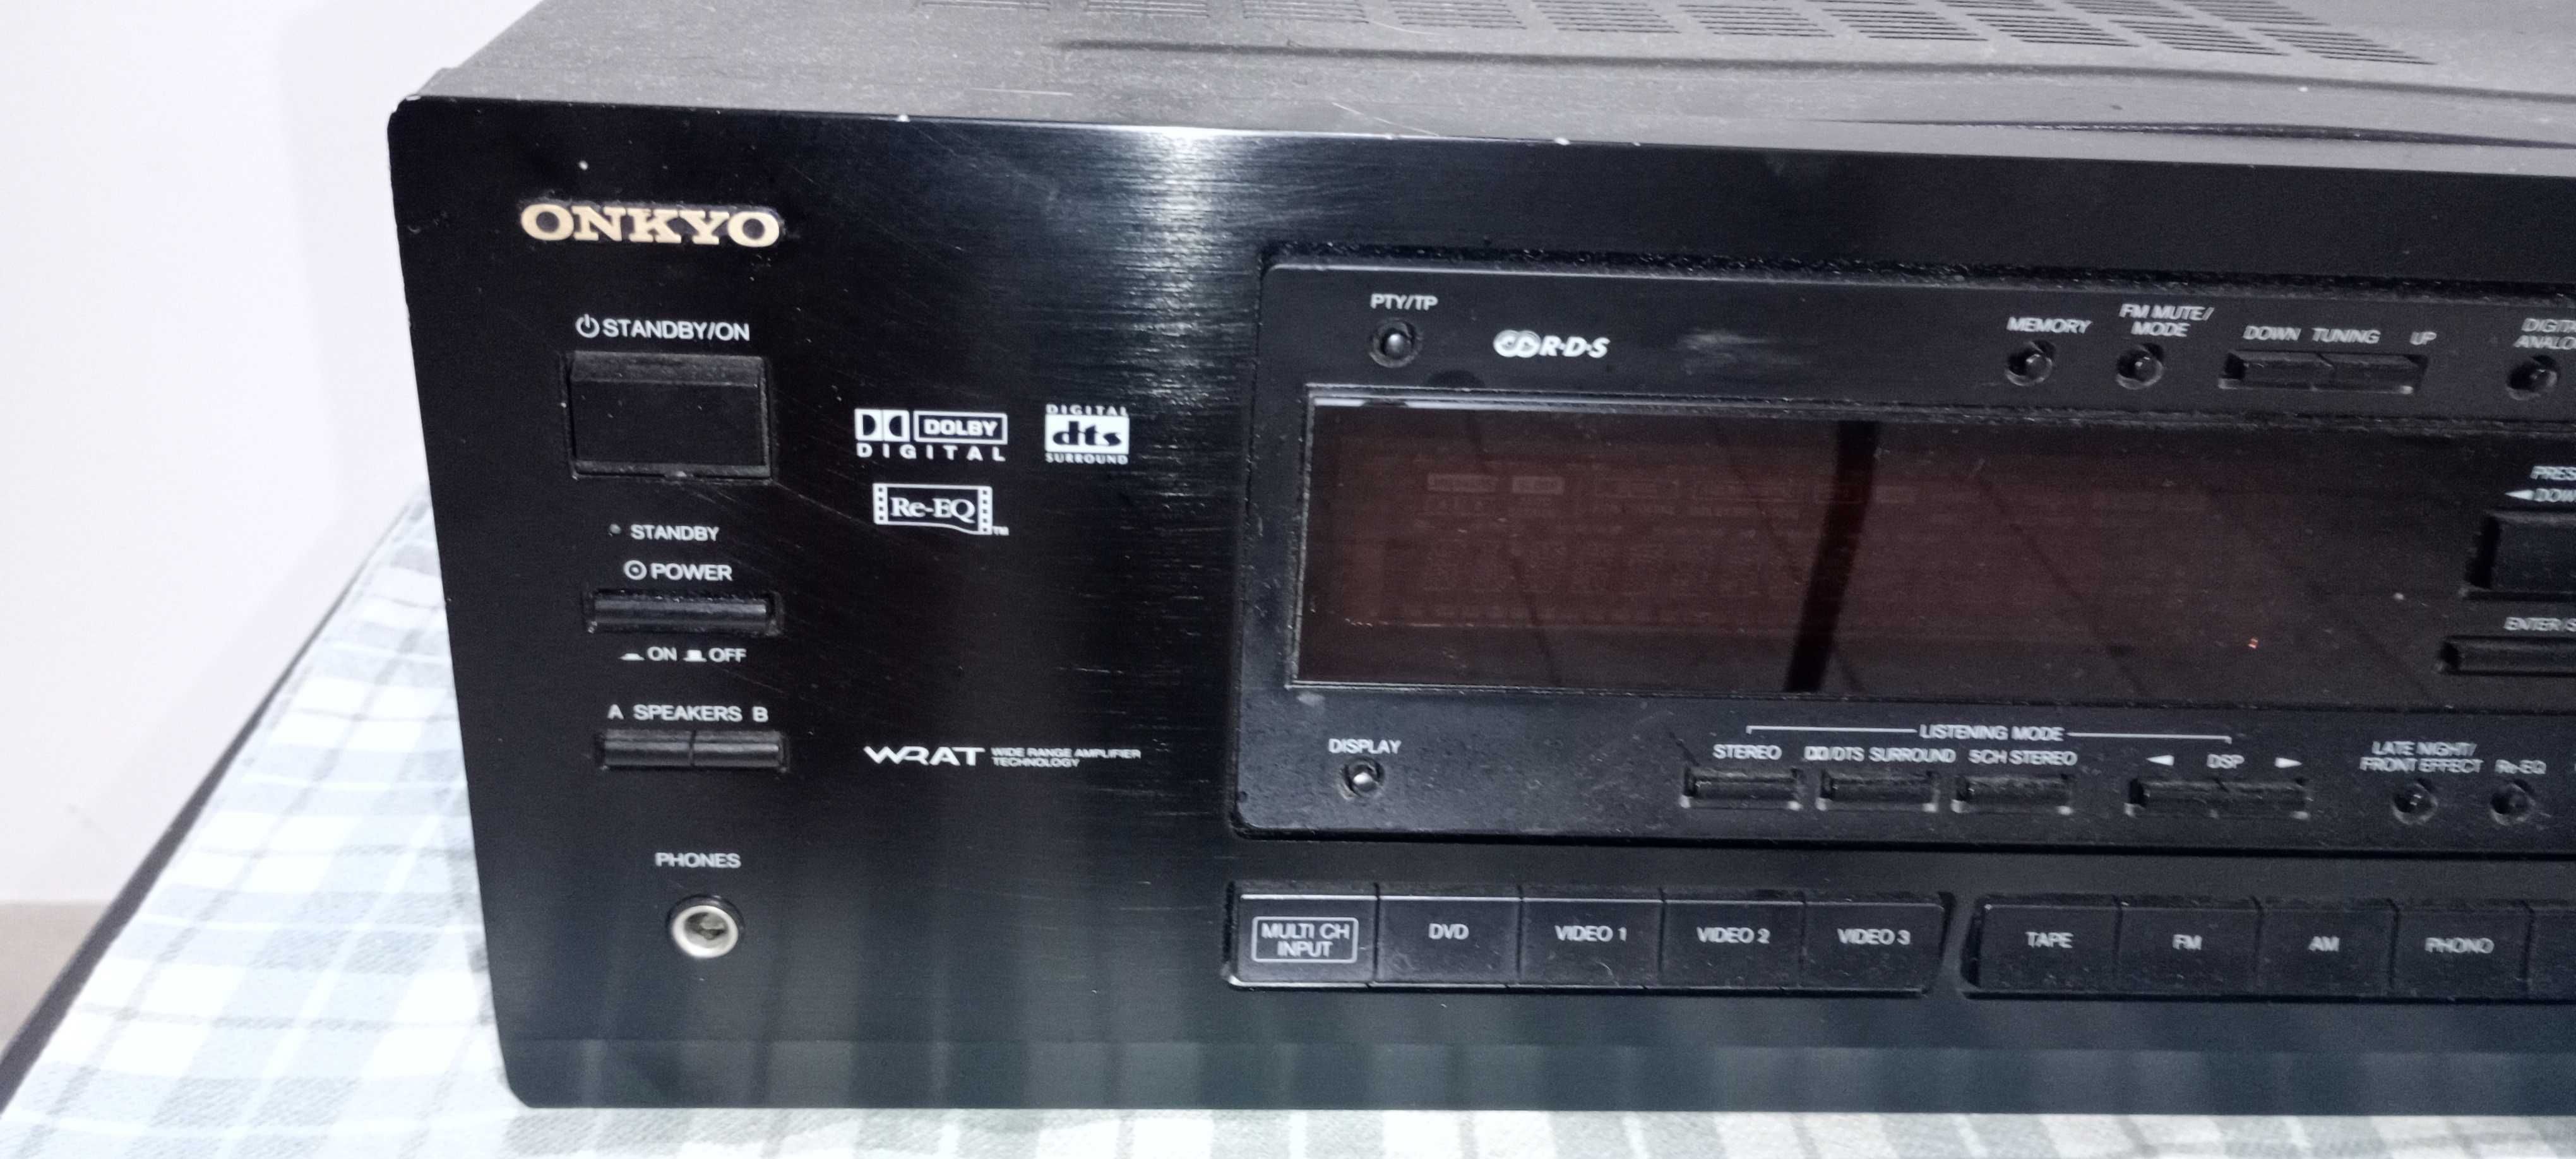 ONKYO
STANDBY/ON
STANDBY
POWER
ON OFF
A SPEAKERS B
PHONES
DOLBY
DIGITAL
DIGITAL
dts
SURROUND
Re-EQ™
WRAT WIDE RANGE AMPLIFIER
TECHNOLOGY
PTY/TP
R·D·S
MEMORY
FM MUTE/
MODE
DOWN TUNING UP
DISPLAY
LISTENING MODE
STEREO
DTS SURROUND
5CH STEREO
DSP
LATE NIGHT/
FRONT EFFECT
Re-EQ
MULTI CH
INPUT
DVD
VIDEO 1
VIDEO 2
VIDEO 3
TAPE
FM
AM
PHONO